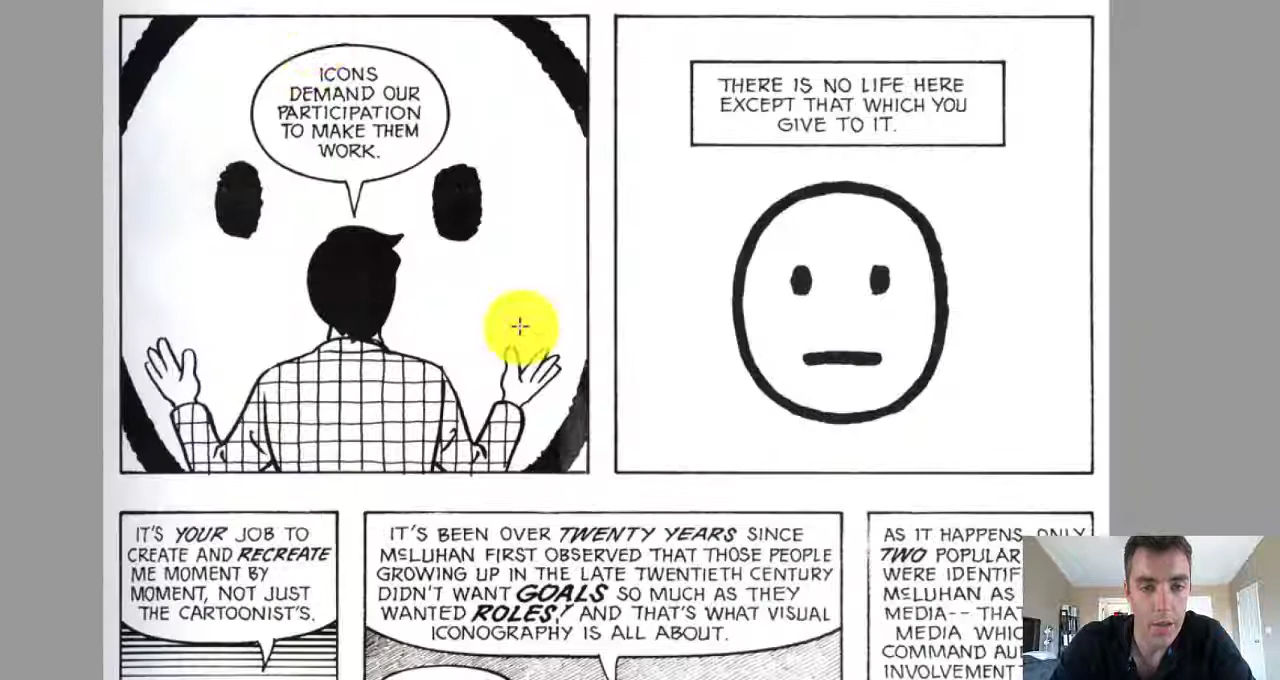 ICONS
DEMAND OUR
PARTICIPATION
TO MAKE THEM
WORK.
THERE IS NO LIFE HERE
EXCEPT THAT WHICH YOU
GIVE TO IT.
IT'S YOUR JOB TO
CREATE AND RECREATE
ME MOMENT BY
MOMENT, NOT JUST
THE CARTOONIST'S.
IT'S BEEN OVER TWENTY YEARS SINCE
McLUHAN FIRST OBSERVED THAT THOSE PEOPLE
GROWING UP IN THE LATE TWENTIETH CENTURY
DIDN'T WANT GOALS SO MUCH AS THEY
WANTED ROLES! AND THAT'S WHAT VISUAL
ICONOGRAPHY IS ALL ABOUT.
AS IT HAPPENS, ONLY
TWO POPULAR
WERE
McLUHAN AS
MEDIA-- THAT
MEDIA
COMMAND
INVOLVEMENT